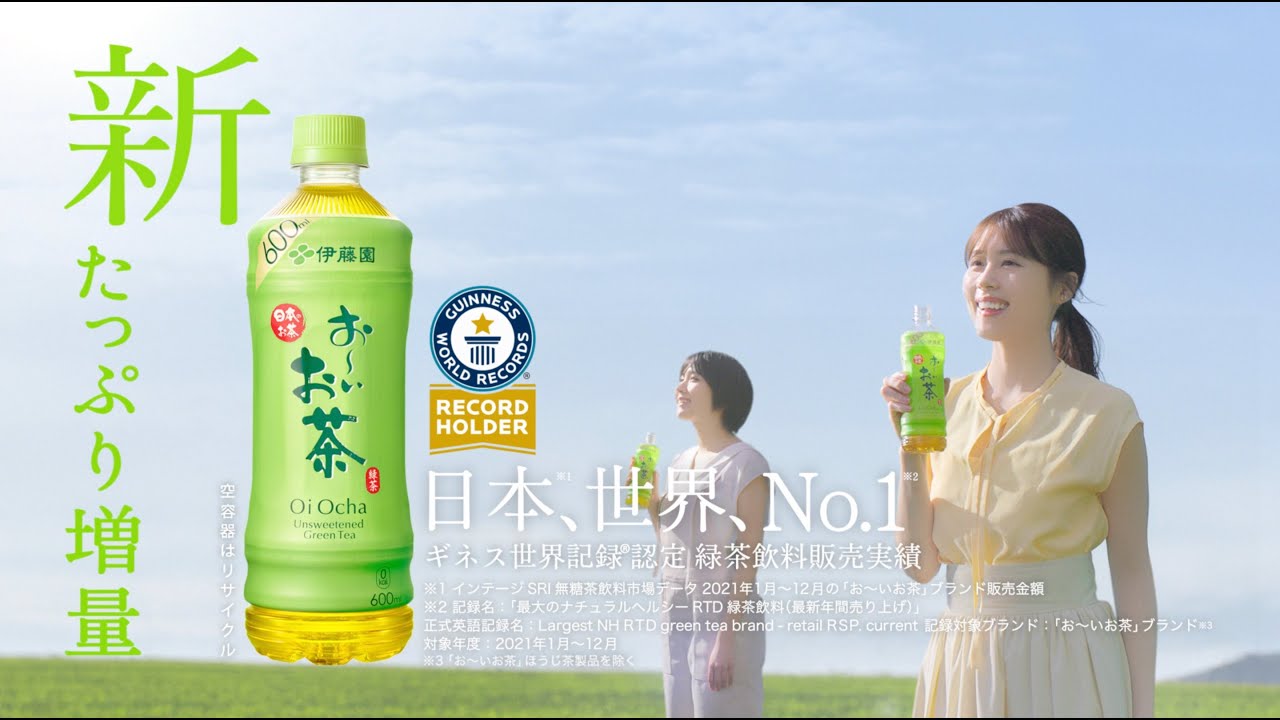 新
たっぷり増量
空容器はリサイクル
600ml
伊藤園
日本の
お茶
お〜い
お茶
緑茶
Oi Ocha
Unsweetened
Green Tea
0
kcal
600ml
GUINNESS
WORLD RECORDS®
RECORD
HOLDER
日本※1、世界、No.1※2
ギネス世界記録®認定 緑茶飲料販売実績
※1 インテージ SRI 無糖茶飲料市場データ 2021年1月〜12月の「お〜いお茶」ブランド販売金額
※2 記録名:「最大のナチュラルヘルシー RTD 緑茶飲料(最新年間売り上げ)」
正式英語記録名:Largest NH RTD green tea brand - retail RSP, current 記録対象ブランド:「お〜いお茶」ブランド※3
対象年度:2021年1月〜12月
※3「お〜いお茶」ほうじ茶製品を除く
お〜い
お茶